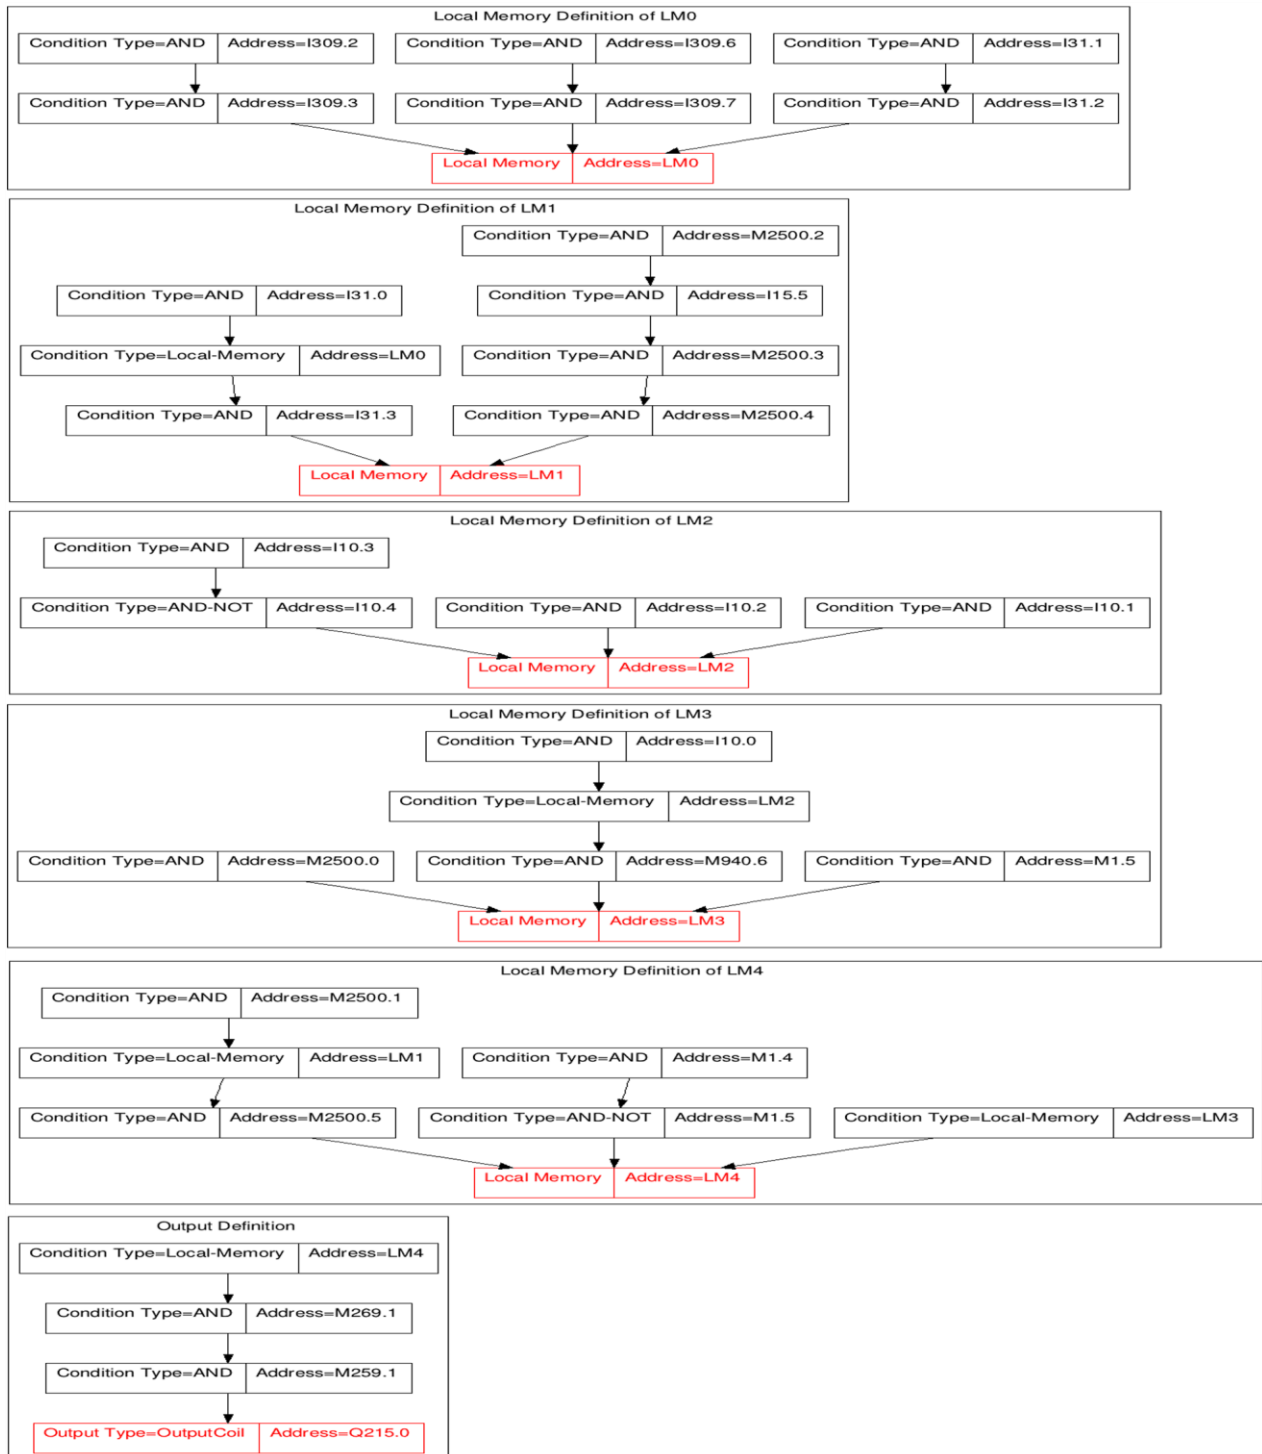 Local Memory Definition of LM0
Condition Type=AND Address=I309.2 Condition Type=AND Address=I309.6 Condition Type=AND Address=I31.1
Condition Type=AND Address=I309.3 Condition Type=AND Address=I309.7 Condition Type=AND Address=I31.2
Local Memory Address=LM0
Local Memory Definition of LM1
Condition Type=AND Address=M2500.2
Condition Type=AND Address=I31.0 Condition Type=AND Address=I15.5
Condition Type=Local-Memory Address=LM0 Condition Type=AND Address=M2500.3
Condition Type=AND Address=I31.3 Condition Type=AND Address=M2500.4
Local Memory Address=LM1
Local Memory Definition of LM2
Condition Type=AND Address=I10.3
Condition Type=AND-NOT Address=I10.4 Condition Type=AND Address=I10.2 Condition Type=AND Address=I10.1
Local Memory Address=LM2
Local Memory Definition of LM3
Condition Type=AND Address=I10.0
Condition Type=Local-Memory Address=LM2
Condition Type=AND Address=M2500.0 Condition Type=AND Address=M940.6 Condition Type=AND Address=M1.5
Local Memory Address=LM3
Local Memory Definition of LM4
Condition Type=AND Address=M2500.1
Condition Type=Local-Memory Address=LM1 Condition Type=AND Address=M1.4
Condition Type=AND Address=M2500.5 Condition Type=AND-NOT Address=M1.5 Condition Type=Local-Memory Address=LM3
Local Memory Address=LM4
Output Definition
Condition Type=Local-Memory Address=LM4
Condition Type=AND Address=M269.1
Condition Type=AND Address=M259.1
Output Type=OutputCoil Address=Q215.0